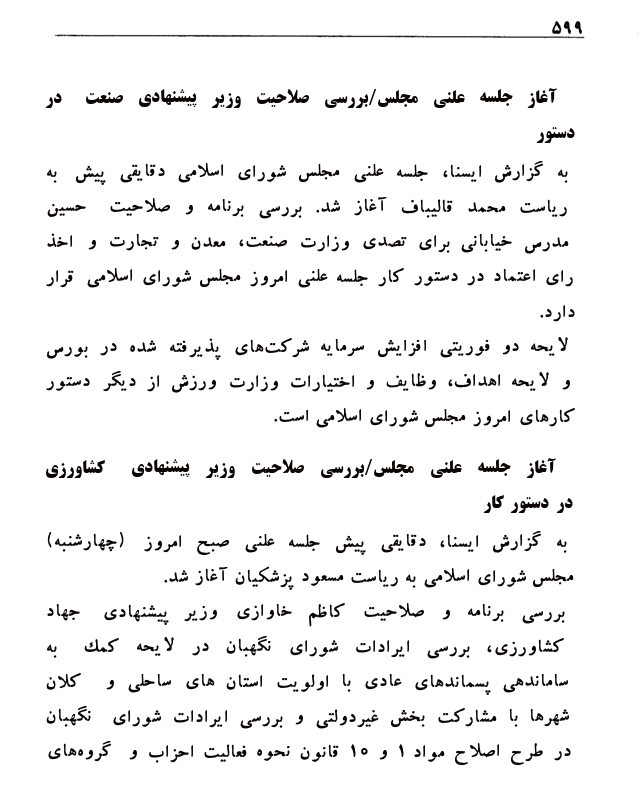 ۵۹۹
آغاز جلسه علنی مجلس/بررسی صلاحیت وزیر پیشنهادی صنعت در
دستور
به گزارش ایسنا، جلسه علنی مجلس شورای اسلامی دقایقی پیش به
ریاست محمد قالیباف آغاز شد. بررسی برنامه و صلاحیت حسین
مدرس خیابانی برای تصدی وزارت صنعت، معدن و تجارت و اخذ
رای اعتماد در دستور کار جلسه علنی امروز مجلس شورای اسلامی قرار
دارد.
لایحه دو فوریتی افزایش سرمایه شرکت‌های پذیرفته شده در بورس
و لایحه اهداف، وظایف و اختیارات وزارت ورزش از دیگر دستور
کارهای امروز مجلس شورای اسلامی است.
آغاز جلسه علنی مجلس/بررسی صلاحیت وزیر پیشنهادی کشاورزی
در دستور کار
به گزارش ایسنا، دقایقی پیش جلسه علنی صبح امروز (چهارشنبه)
مجلس شورای اسلامی به ریاست مسعود پزشکیان آغاز شد.
بررسی برنامه و صلاحیت کاظم خاوازی وزیر پیشنهادی جهاد
کشاورزی، بررسی ایرادات شورای نگهبان در لایحه کمک به
ساماندهی پسماندهای عادی با اولویت استان های ساحلی و کلان
شهرها با مشارکت بخش غیردولتی و بررسی ایرادات شورای نگهبان
در طرح اصلاح مواد ۱ و ۱۵ قانون نحوه فعالیت احزاب و گروه‌های